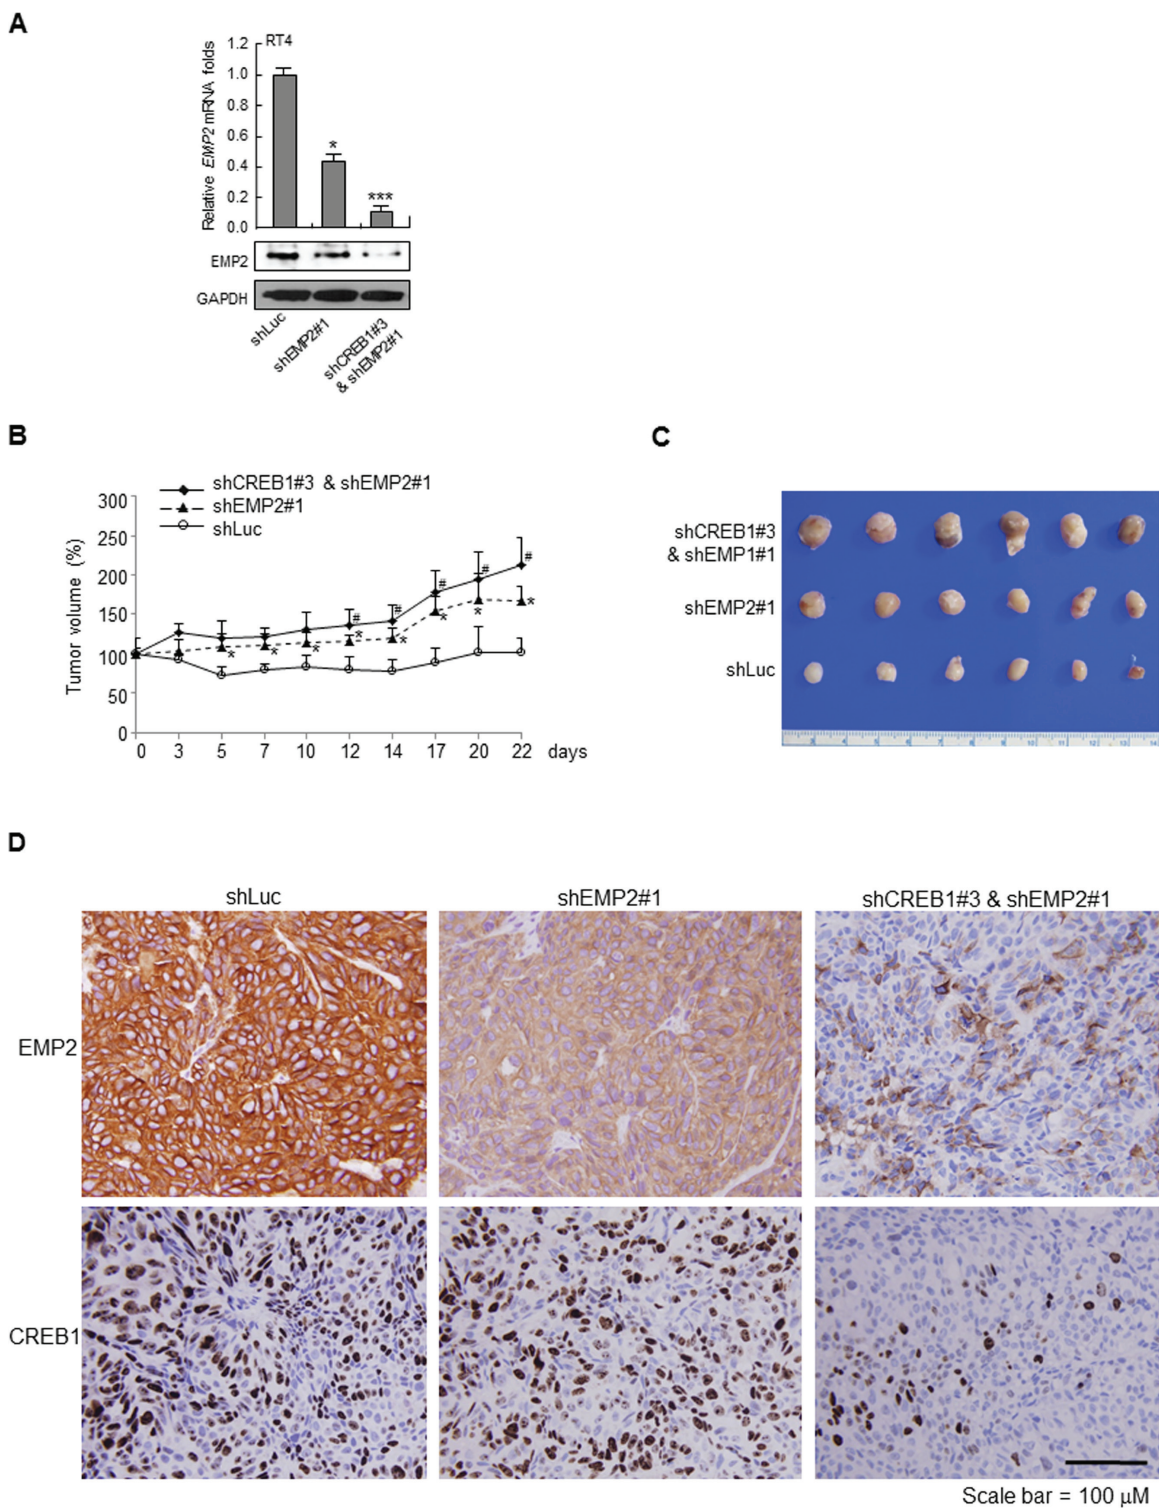 A
RT4
Relative EMP2 mRNA folds
1.2
1.0
0.8
0.6
0.4
0.2
0.0
*
***
EMP2
GAPDH
shLuc
shEMP2#1
shCREB1#3
& shEMP2#1
B
shCREB1#3 & shEMP2#1
shEMP2#1
shLuc
Tumor volume (%)
300
250
200
150
100
50
0
# # # # #
* * * * * * * *
0 3 5 7 10 12 14 17 20 22 days
C
shCREB1#3
& shEMP1#1
shEMP2#1
shLuc
D
shLuc shEMP2#1 shCREB1#3 & shEMP2#1
EMP2
CREB1
Scale bar = 100 μM